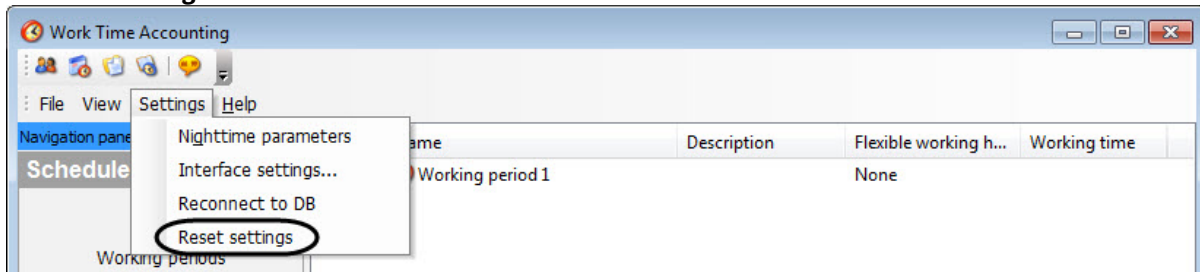 Work Time Accounting
File View Settings Help
Navigation pane
Nighttime parameters
ame Description Flexible working h... Working time
Schedule
Interface settings...
Working period 1 None
Reconnect to DB
Reset settings
Working periods